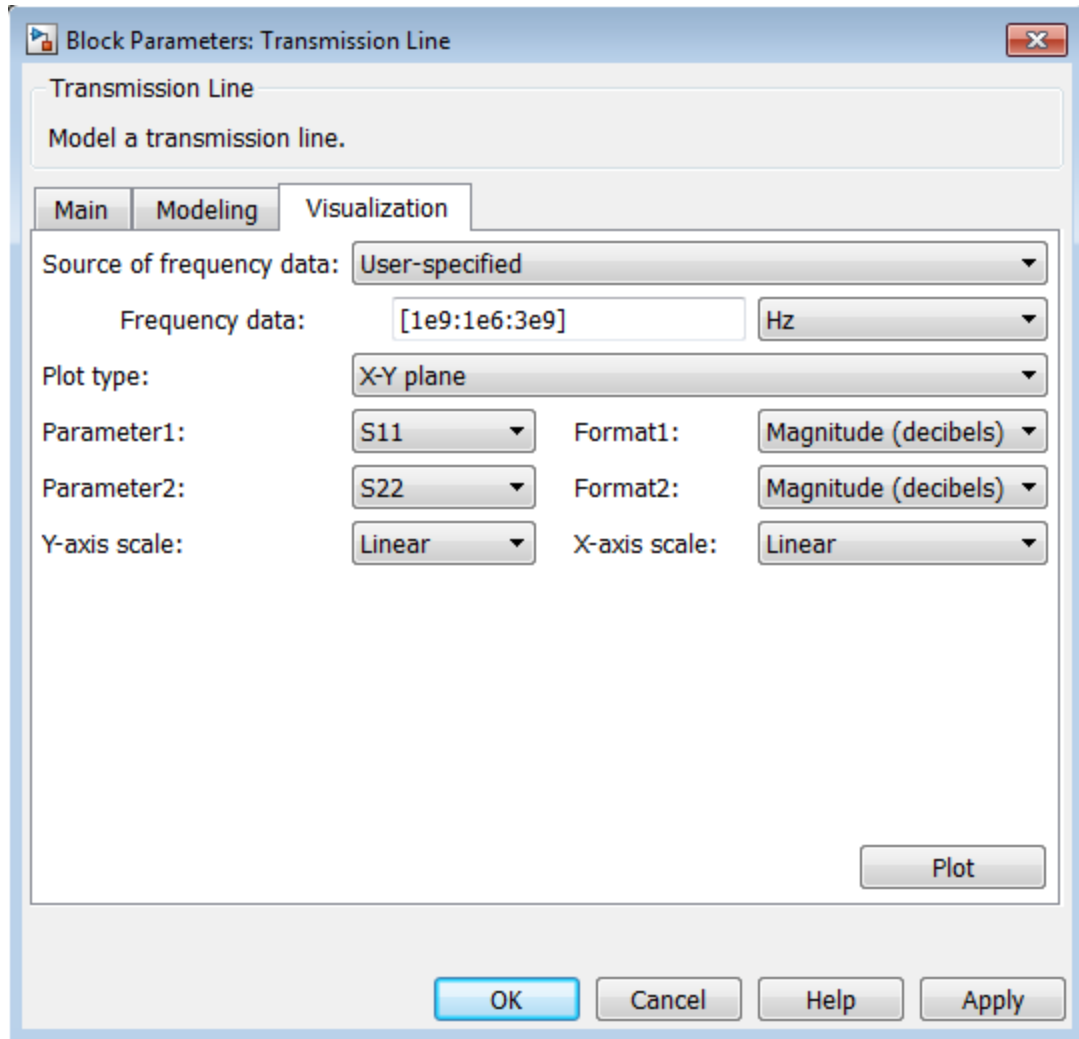 Block Parameters: Transmission Line
Transmission Line
Model a transmission line.
Main Modeling Visualization
Source of frequency data: User-specified
Frequency data: [1e9:1e6:3e9] Hz
Plot type: X-Y plane
Parameter1: S11 Format1: Magnitude (decibels)
Parameter2: S22 Format2: Magnitude (decibels)
Y-axis scale: Linear X-axis scale: Linear
Plot
OK Cancel Help Apply